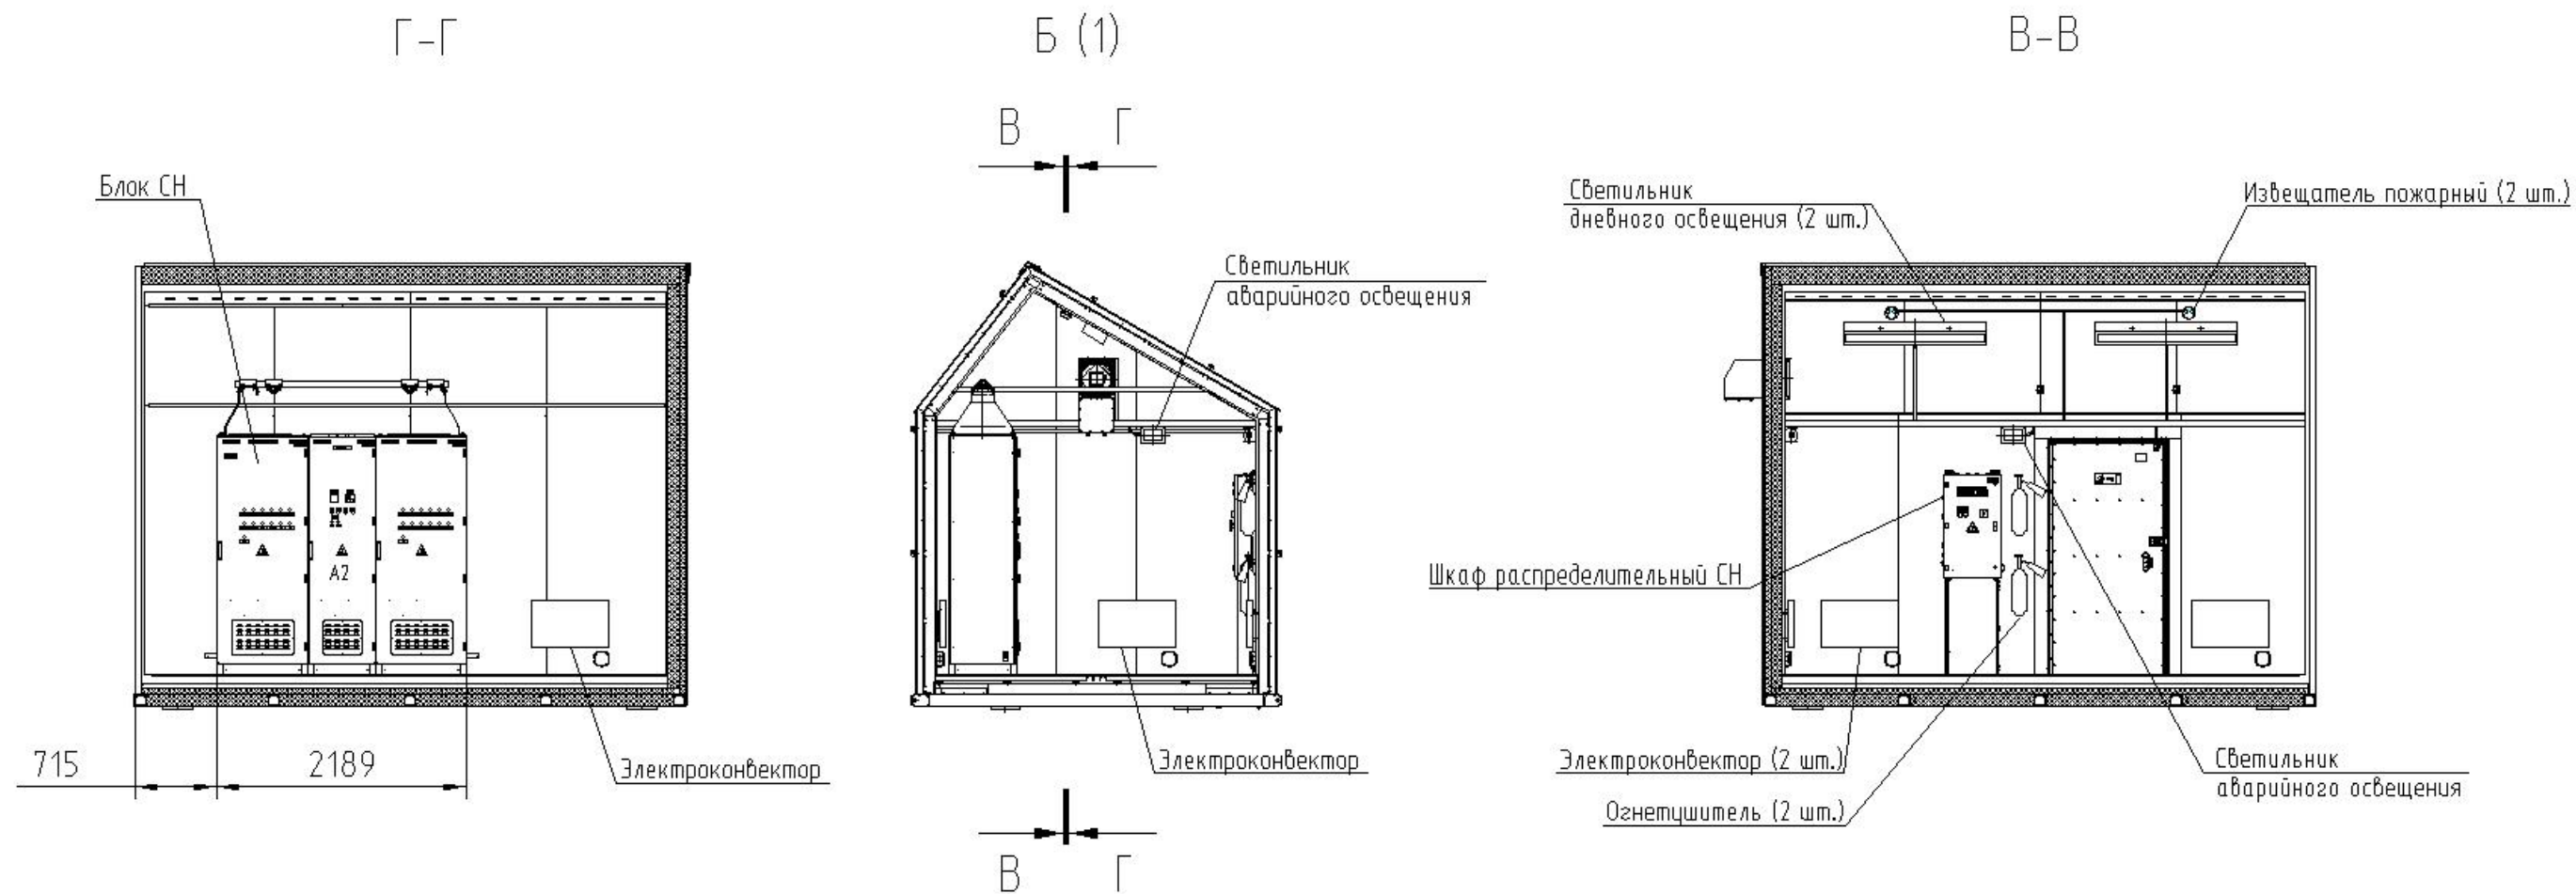 Г-Г
Б (1)
В-В
В Г
Блок СН
Светильник
дневного освещения (2 шт.)
Извещатель пожарный (2 шт.)
Светильник
аварийного освещения
А2
Шкаф распределительный СН
715
2189
Электроконвектор
Электроконвектор
Электроконвектор (2 шт.)
Огнетушитель (2 шт.)
Светильник
аварийного освещения
В Г